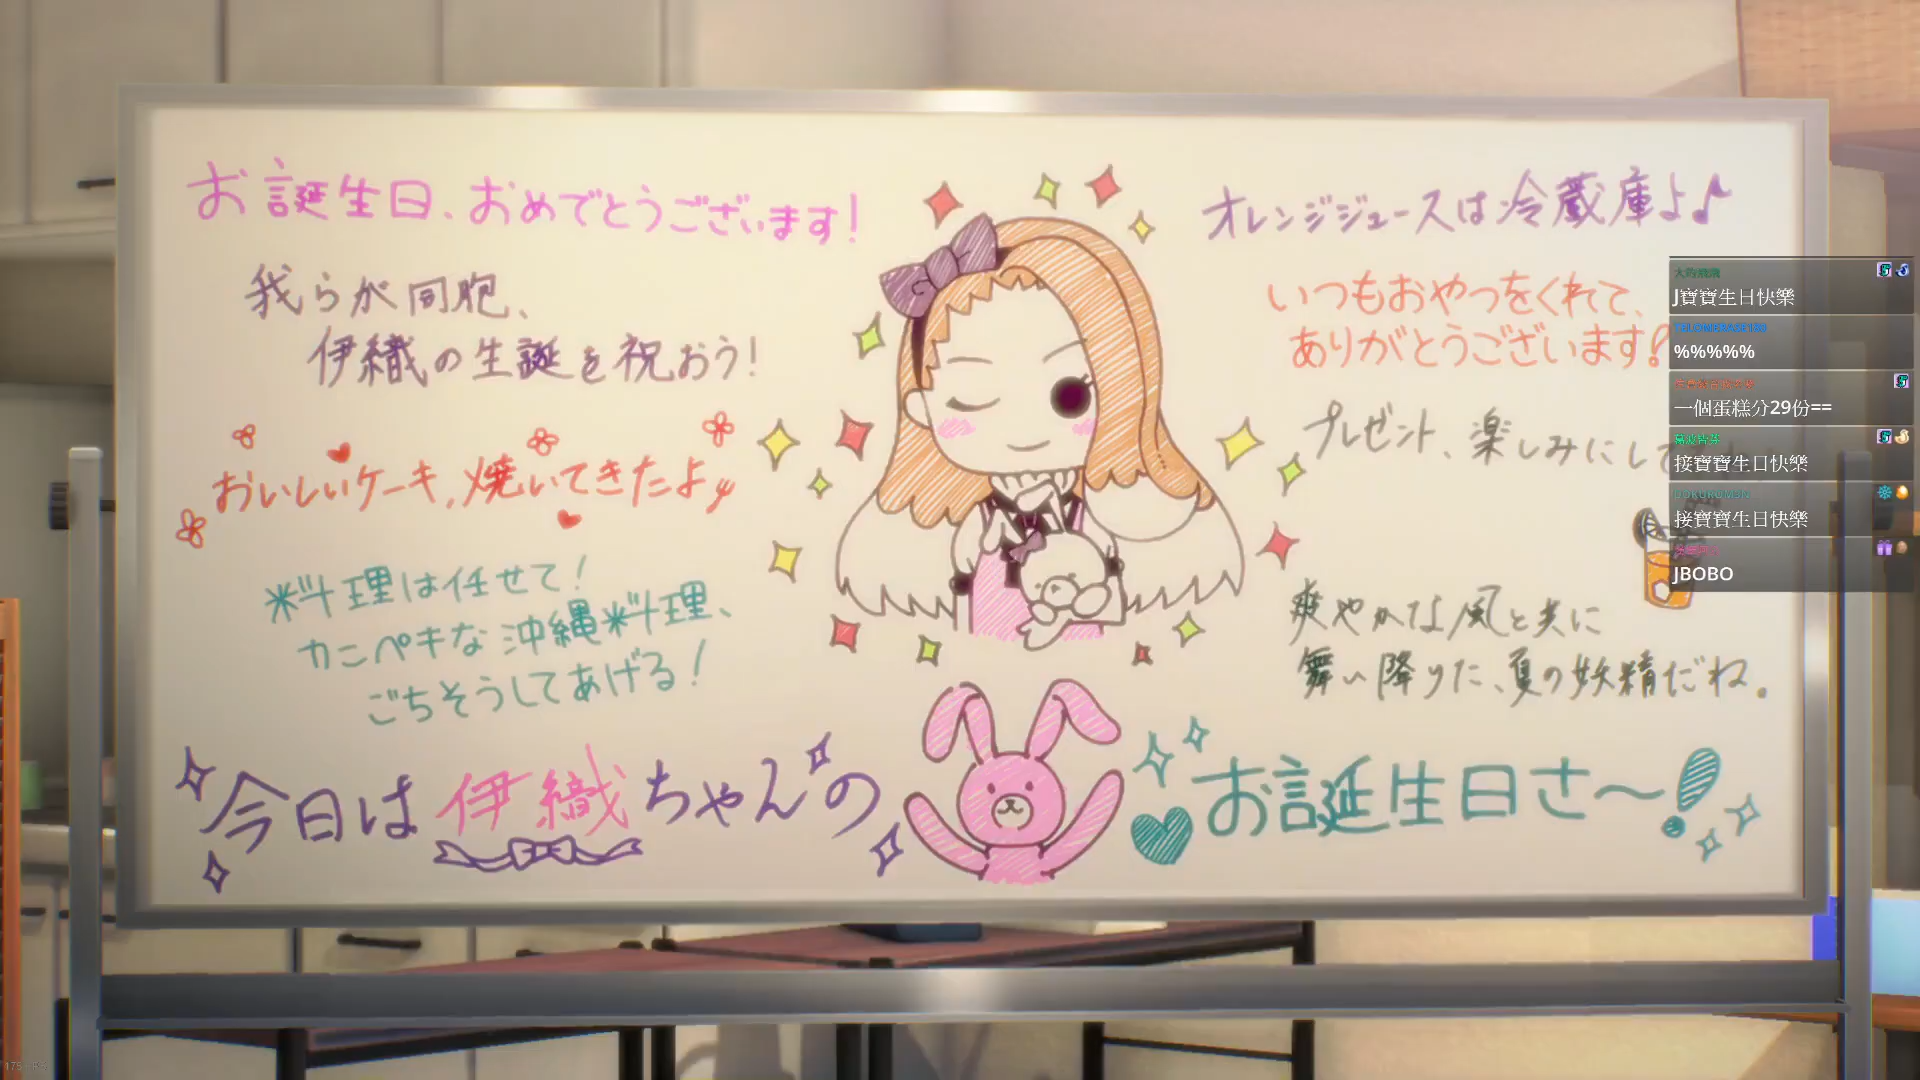 お誕生日、おめでとうございます!
我らが同胞、
伊織の生誕を祝おう!
おいしいケーキ、焼いてきたよ
料理は任せて!
カンペキな沖縄料理、
ごちそうしてあげる!
今日は伊織ちゃんの
お誕生日さ〜!
オレンジジュースは冷蔵庫よ♪
いつもおやつをくれて、
ありがとうございます!
プレゼント、楽しみにして
爽やかな風と共に
舞い降りた、夏の妖精だね。
J寶寶生日快樂
%%%%%
一個蛋糕分29份==
接寶寶生日快樂
接寶寶生日快樂
JBOBO